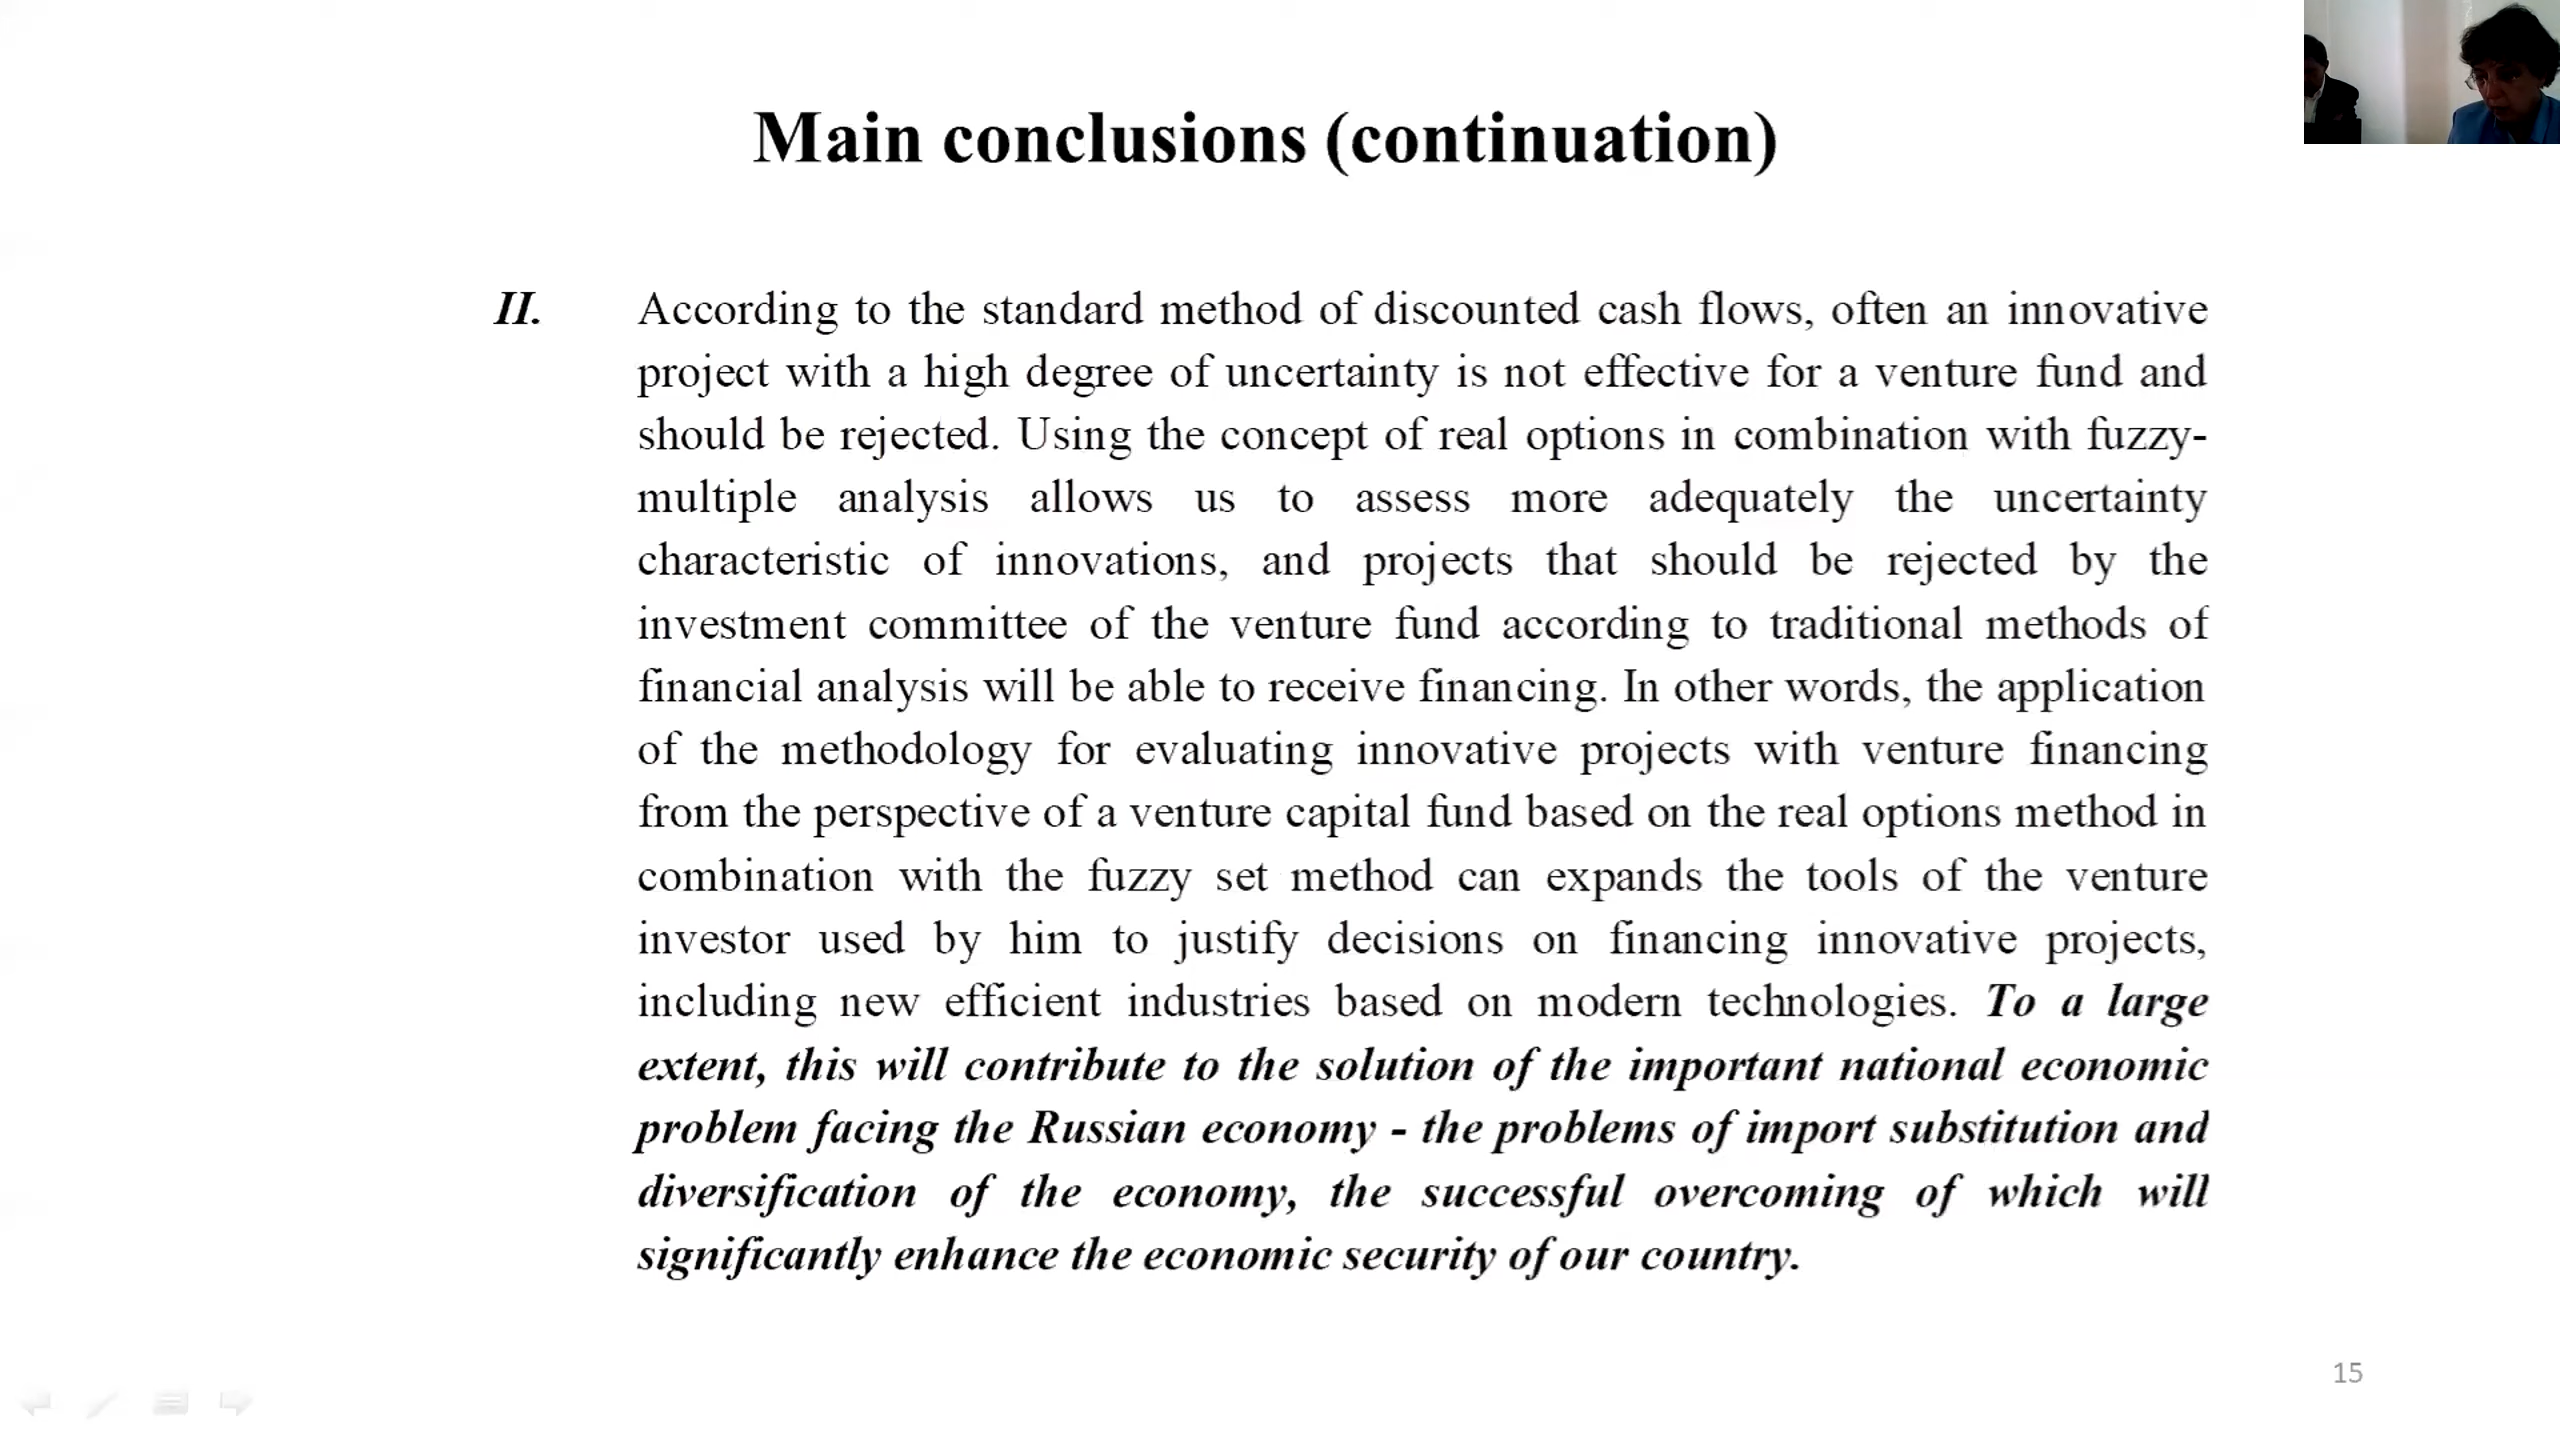 Main conclusions (continuation)
II. According to the standard method of discounted cash flows, often an innovative
project with a high degree of uncertainty is not effective for a venture fund and
should be rejected. Using the concept of real options in combination with fuzzy-
multiple analysis allows us to assess more adequately the uncertainty
characteristic of innovations, and projects that should be rejected by the
investment committee of the venture fund according to traditional methods of
financial analysis will be able to receive financing. In other words, the application
of the methodology for evaluating innovative projects with venture financing
from the perspective of a venture capital fund based on the real options method in
combination with the fuzzy set method can expands the tools of the venture
investor used by him to justify decisions on financing innovative projects,
including new efficient industries based on modern technologies. To a large
extent, this will contribute to the solution of the important national economic
problem facing the Russian economy - the problems of import substitution and
diversification of the economy, the successful overcoming of which will
significantly enhance the economic security of our country.
15